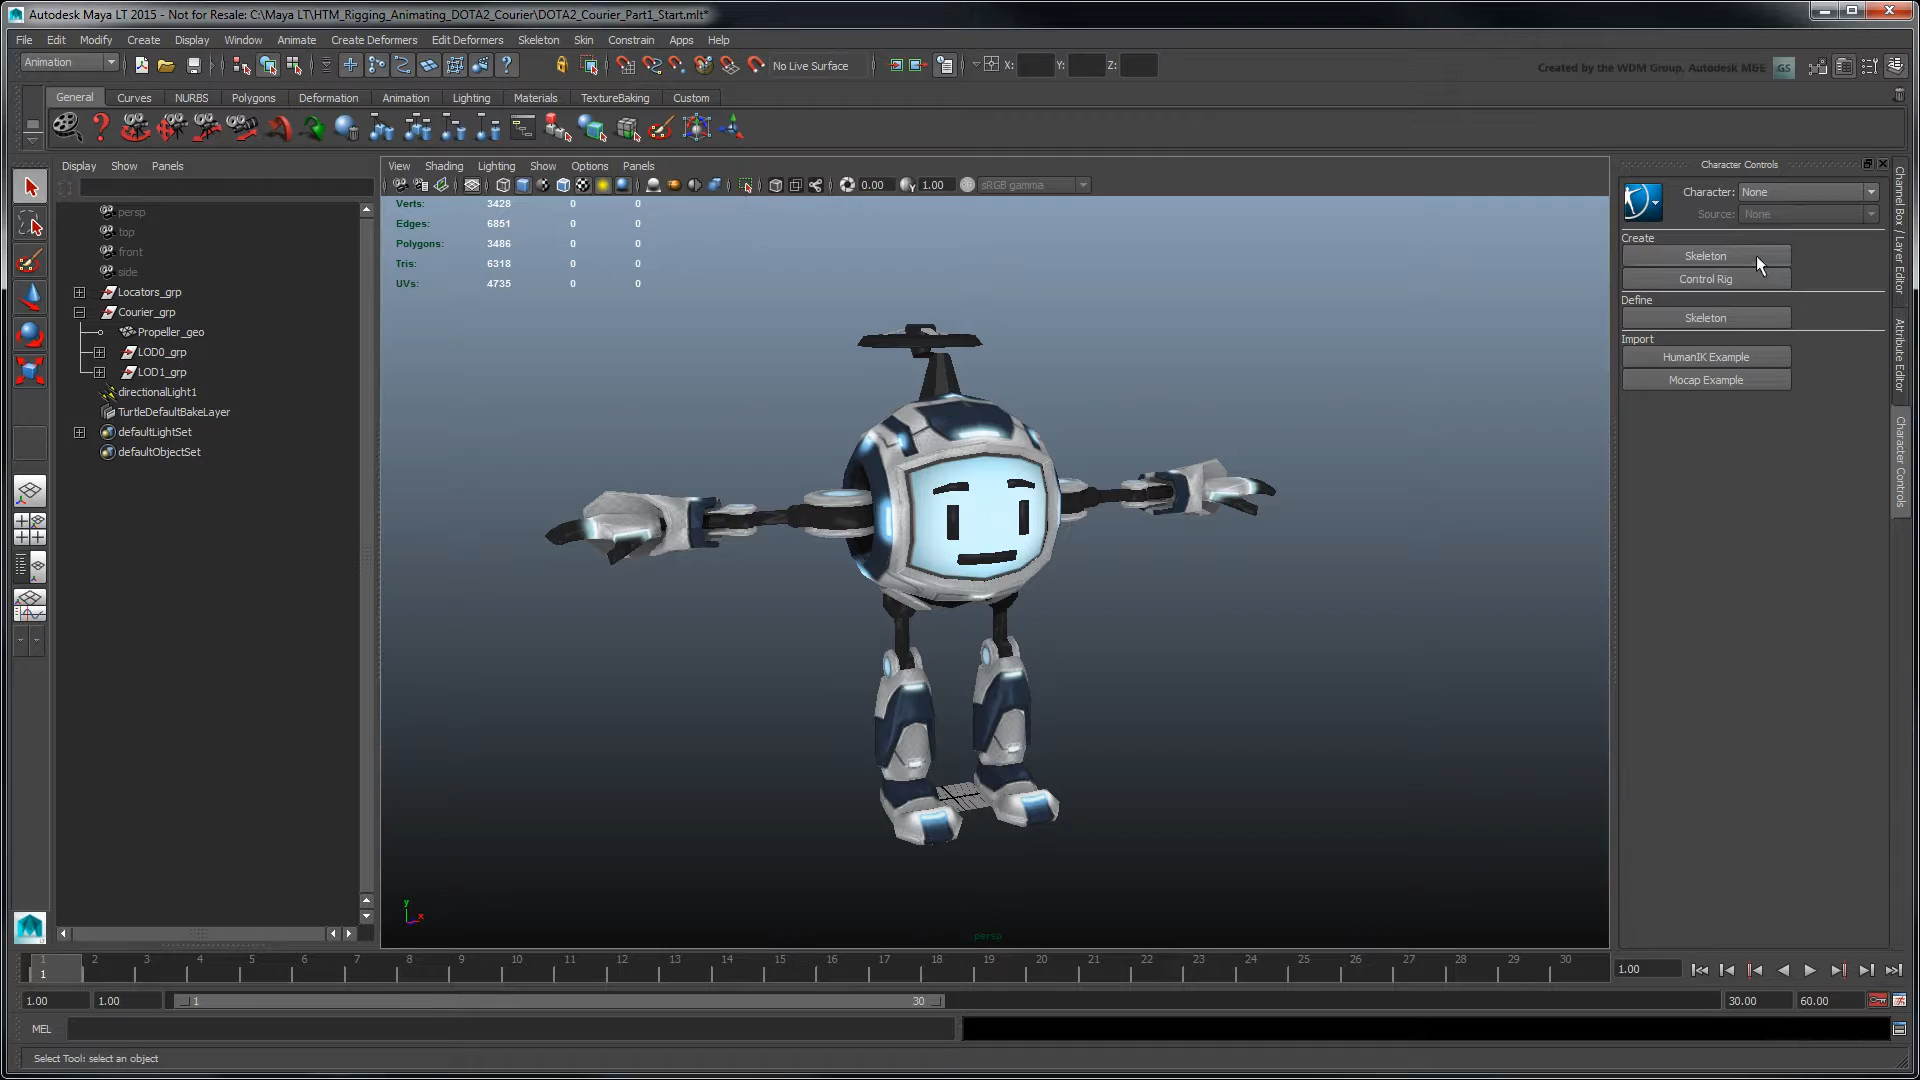 Autodesk Maya LT 2015 - Not for Resale: C:\Maya LT\HTM_Rigging_Animating_DOTA2_Courier\DOTA2_Courier_Part1_Start.mlt*
File Edit Modify Create Display Window Animate Create Deformers Edit Deformers Skeleton Skin Constrain Apps Help
Animation No Live Surface X: Y: Z: Created by the WDM Group, Autodesk M&E GS
General Curves NURBS Polygons Deformation Animation Lighting Materials TextureBaking Custom
Display Show Panels
persp
top
front
side
Locators_grp
Courier_grp
Propeller_geo
LOD0_grp
LOD1_grp
directionalLight1
TurtleDefaultBakeLayer
defaultLightSet
defaultObjectSet
View Shading Lighting Show Options Panels
0.00 1.00 sRGB gamma
Verts: 3428 0 0
Edges: 6851 0 0
Polygons: 3486 0 0
Tris: 6318 0 0
UVs: 4735 0 0
y
x
persp
Character Controls
Character: None
Source: None
Create
Skeleton
Control Rig
Define
Skeleton
Import
HumanIK Example
Mocap Example
Channel Box / Layer Editor
Attribute Editor
Character Controls
1 2 3 4 5 6 7 8 9 10 11 12 13 14 15 16 17 18 19 20 21 22 23 24 25 26 27 28 29 30
1 1.00
1.00 1.00 1 30 30.00 60.00
MEL
Select Tool: select an object